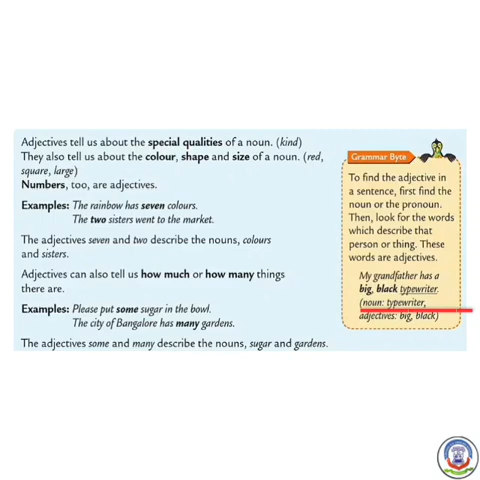 Adjectives tell us about the special qualities of a noun. (kind)
They also tell us about the colour, shape and size of a noun. (red,
square, large)
Numbers, too, are adjectives.
Examples: The rainbow has seven colours.
The two sisters went to the market.
The adjectives seven and two describe the nouns, colours
and sisters.
Adjectives can also tell us how much or how many things
there are.
Examples: Please put some sugar in the bowl.
The city of Bangalore has many gardens.
The adjectives some and many describe the nouns, sugar and gardens.
Grammar Byte
To find the adjective in
a sentence, first find the
noun or the pronoun.
Then, look for the words
which describe that
person or thing. These
words are adjectives.
My grandfather has a
big, black typewriter.
(noun: typewriter,
adjectives: big, black)